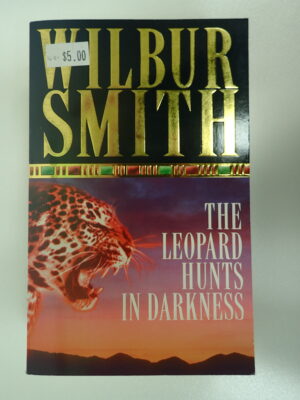 WILBUR
$5.00
SMITH
THE
LEOPARD
HUNTS
IN DARKNESS